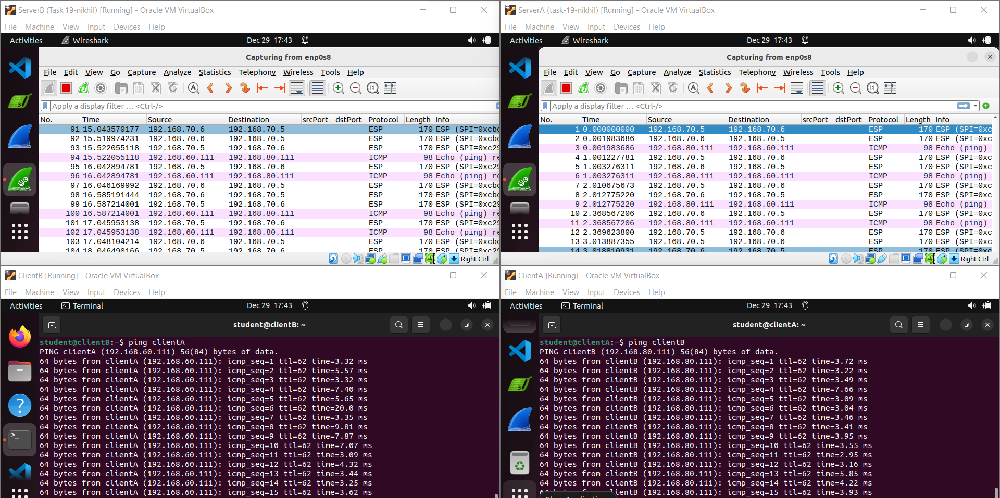 ServerB (Task 19-nikhil) [Running] - Oracle VM VirtualBox
File Machine View Input Devices Help
Activities Wireshark Dec 29 17:43
Capturing from enp0s8
File Edit View Go Capture Analyze Statistics Telephony Wireless Tools Help
Apply a display filter … <Ctrl-/>
No. Time Source Destination srcPort dstPort Protocol Length Info
91 15.043570177 192.168.70.6 192.168.70.5 ESP 170 ESP (SPI=0xcbc
92 15.519974231 192.168.70.6 192.168.70.5 ESP 170 ESP (SPI=0xcbc
93 15.522055118 192.168.70.5 192.168.70.6 ESP 170 ESP (SPI=0xc29
94 15.522055118 192.168.60.111 192.168.80.111 ICMP 98 Echo (ping) re
95 16.042894781 192.168.70.5 192.168.70.6 ESP 170 ESP (SPI=0xc29
96 16.042894781 192.168.60.111 192.168.80.111 ICMP 98 Echo (ping) re
97 16.046169992 192.168.70.6 192.168.70.5 ESP 170 ESP (SPI=0xcbc
98 16.585191444 192.168.70.6 192.168.70.5 ESP 170 ESP (SPI=0xcbc
99 16.587214001 192.168.70.5 192.168.70.6 ESP 170 ESP (SPI=0xc29
100 16.587214001 192.168.60.111 192.168.80.111 ICMP 98 Echo (ping) re
101 17.045953138 192.168.70.5 192.168.70.6 ESP 170 ESP (SPI=0xc29
102 17.045953138 192.168.60.111 192.168.80.111 ICMP 98 Echo (ping) re
103 17.048104214 192.168.70.6 192.168.70.5 ESP 170 ESP (SPI=0xcbc
104 18.046490166 192.168.70.5 192.168.70.6 ESP 170 ESP (SPI=0xc29
Right Ctrl
ServerA (task-19-nikhil) [Running] - Oracle VM VirtualBox
File Machine View Input Devices Help
Activities Wireshark Dec 29 17:43
Capturing from enp0s8
File Edit View Go Capture Analyze Statistics Telephony Wireless Tools Help
Apply a display filter … <Ctrl-/>
No. Time Source Destination srcPort dstPort Protocol Length Info
1 0.000000000 192.168.70.5 192.168.70.6 ESP 170 ESP (SPI=0xc
2 0.001983686 192.168.70.6 192.168.70.5 ESP 170 ESP (SPI=0xc
3 0.001983686 192.168.80.111 192.168.60.111 ICMP 98 Echo (ping)
4 1.001227781 192.168.70.5 192.168.70.6 ESP 170 ESP (SPI=0xc
5 1.003276311 192.168.70.6 192.168.70.5 ESP 170 ESP (SPI=0xc
6 1.003276311 192.168.80.111 192.168.60.111 ICMP 98 Echo (ping)
7 2.010675673 192.168.70.5 192.168.70.6 ESP 170 ESP (SPI=0xc
8 2.012775220 192.168.70.6 192.168.70.5 ESP 170 ESP (SPI=0xc
9 2.012775220 192.168.80.111 192.168.60.111 ICMP 98 Echo (ping)
10 2.368567206 192.168.70.6 192.168.70.5 ESP 170 ESP (SPI=0xc
11 2.368567206 192.168.80.111 192.168.60.111 ICMP 98 Echo (ping)
12 2.369623800 192.168.70.5 192.168.70.6 ESP 170 ESP (SPI=0xc
13 3.013887355 192.168.70.5 192.168.70.6 ESP 170 ESP (SPI=0xc
14 3.018810931 192.168.70.6 192.168.70.5 ESP 170 ESP (SPI=0xc
Right Ctrl
ClientB [Running] - Oracle VM VirtualBox
File Machine View Input Devices Help
Activities Terminal Dec 29 17:43
student@clientB: ~
student@clientB:~$ ping clientA
PING clientA (192.168.60.111) 56(84) bytes of data.
64 bytes from clientA (192.168.60.111): icmp_seq=1 ttl=62 time=3.32 ms
64 bytes from clientA (192.168.60.111): icmp_seq=2 ttl=62 time=5.57 ms
64 bytes from clientA (192.168.60.111): icmp_seq=3 ttl=62 time=3.32 ms
64 bytes from clientA (192.168.60.111): icmp_seq=4 ttl=62 time=7.40 ms
64 bytes from clientA (192.168.60.111): icmp_seq=5 ttl=62 time=5.65 ms
64 bytes from clientA (192.168.60.111): icmp_seq=6 ttl=62 time=20.0 ms
64 bytes from clientA (192.168.60.111): icmp_seq=7 ttl=62 time=3.35 ms
64 bytes from clientA (192.168.60.111): icmp_seq=8 ttl=62 time=9.81 ms
64 bytes from clientA (192.168.60.111): icmp_seq=9 ttl=62 time=7.87 ms
64 bytes from clientA (192.168.60.111): icmp_seq=10 ttl=62 time=7.07 ms
64 bytes from clientA (192.168.60.111): icmp_seq=11 ttl=62 time=3.09 ms
64 bytes from clientA (192.168.60.111): icmp_seq=12 ttl=62 time=4.32 ms
64 bytes from clientA (192.168.60.111): icmp_seq=13 ttl=62 time=3.44 ms
64 bytes from clientA (192.168.60.111): icmp_seq=14 ttl=62 time=3.25 ms
64 bytes from clientA (192.168.60.111): icmp_seq=15 ttl=62 time=3.62 ms
ClientA [Running] - Oracle VM VirtualBox
File Machine View Input Devices Help
Activities Terminal Dec 29 17:43
student@clientA: ~
student@clientA:~$ ping clientB
PING clientB (192.168.80.111) 56(84) bytes of data.
64 bytes from clientB (192.168.80.111): icmp_seq=1 ttl=62 time=3.72 ms
64 bytes from clientB (192.168.80.111): icmp_seq=2 ttl=62 time=3.22 ms
64 bytes from clientB (192.168.80.111): icmp_seq=3 ttl=62 time=3.49 ms
64 bytes from clientB (192.168.80.111): icmp_seq=4 ttl=62 time=7.66 ms
64 bytes from clientB (192.168.80.111): icmp_seq=5 ttl=62 time=3.09 ms
64 bytes from clientB (192.168.80.111): icmp_seq=6 ttl=62 time=3.04 ms
64 bytes from clientB (192.168.80.111): icmp_seq=7 ttl=62 time=3.46 ms
64 bytes from clientB (192.168.80.111): icmp_seq=8 ttl=62 time=3.41 ms
64 bytes from clientB (192.168.80.111): icmp_seq=9 ttl=62 time=3.95 ms
64 bytes from clientB (192.168.80.111): icmp_seq=10 ttl=62 time=3.55 ms
64 bytes from clientB (192.168.80.111): icmp_seq=11 ttl=62 time=2.95 ms
64 bytes from clientB (192.168.80.111): icmp_seq=12 ttl=62 time=3.16 ms
64 bytes from clientB (192.168.80.111): icmp_seq=13 ttl=62 time=5.85 ms
64 bytes from clientB (192.168.80.111): icmp_seq=14 ttl=62 time=4.22 ms
64 bytes from clientB (192.168.80.111): icmp_seq=15 ttl=62 time=3.93 ms